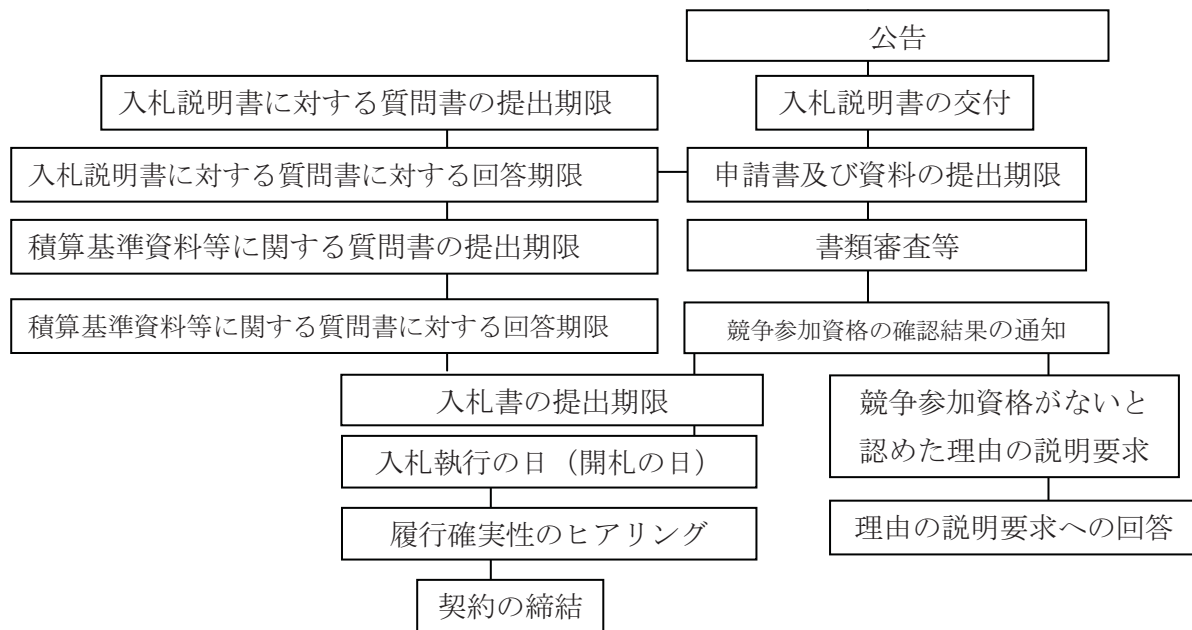 公告
入札説明書に対する質問書の提出期限
入札説明書の交付
入札説明書に対する質問書に対する回答期限
申請書及び資料の提出期限
積算基準資料等に関する質問書の提出期限
書類審査等
積算基準資料等に関する質問書に対する回答期限
競争参加資格の確認結果の通知
入札書の提出期限
競争参加資格がないと
認めた理由の説明要求
入札執行の日（開札の日）
履行確実性のヒアリング
理由の説明要求への回答
契約の締結